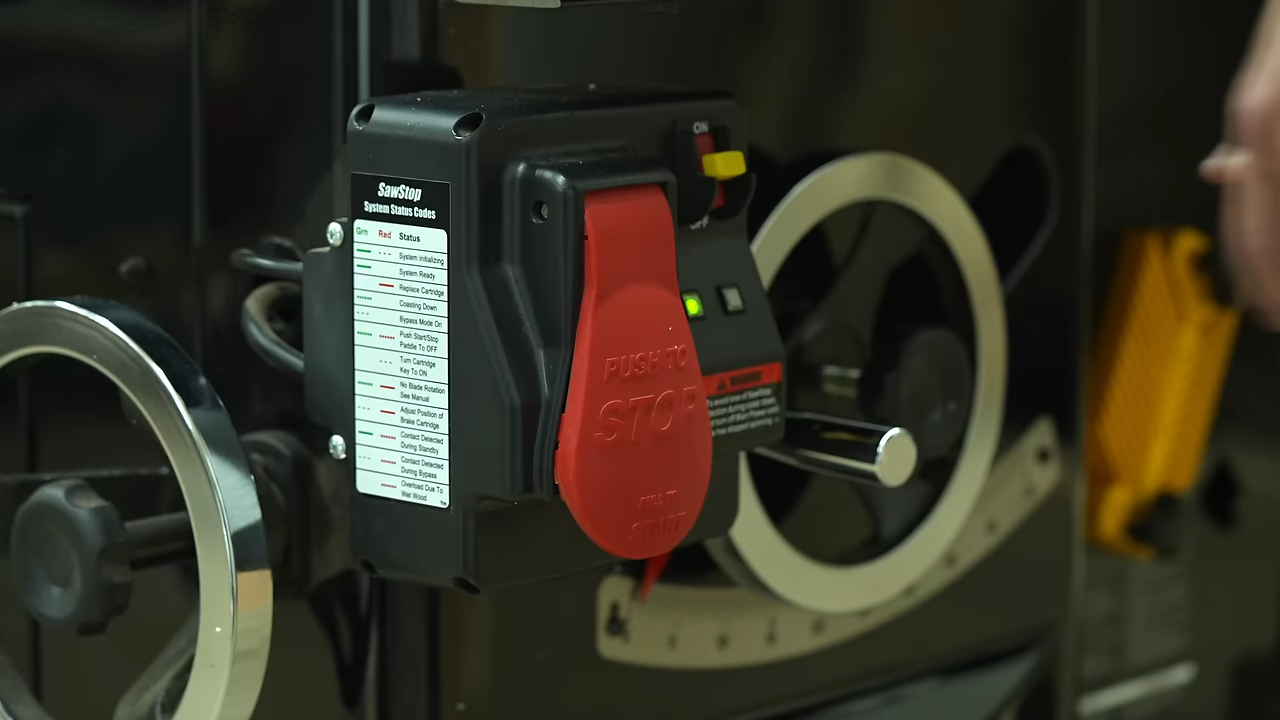 SawStop
System Status Codes
Grn Red Status
System Initializing
System Ready
Replace Cartridge
Coasting Down
Bypass Mode On
Push Start/Stop
Paddle To OFF
Turn Cartridge
Key To ON
No Blade Rotation
See Manual
Adjust Position of
Brake Cartridge
Contact Detected
During Standby
Contact Detected
During Bypass
Overload Due To
Wet Wood
ON
OFF
PUSH TO
STOP
PULL TO
START
WARNING